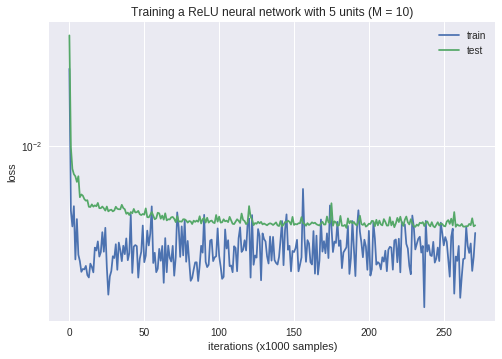 Training a ReLU neural network with 5 units (M = 10)
train
test
10⁻²
loss
0 50 100 150 200 250
iterations (x1000 samples)